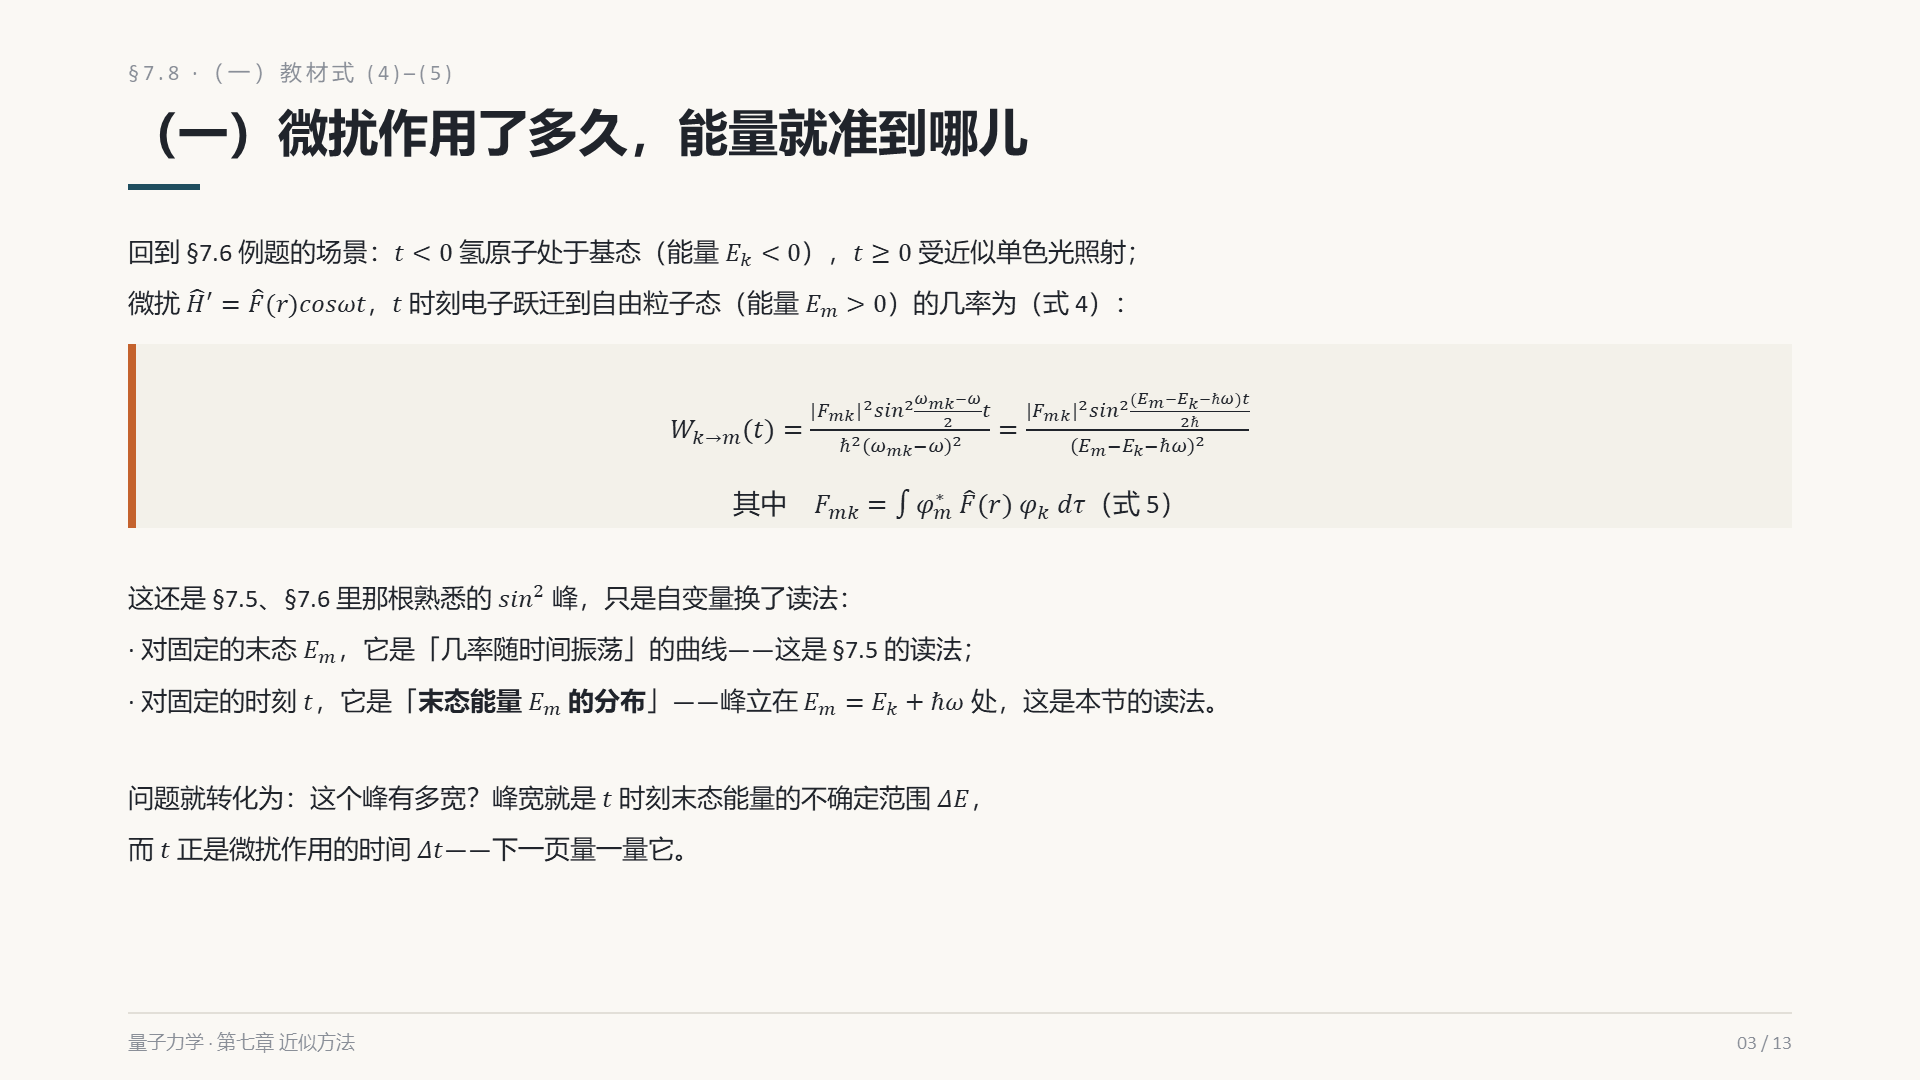 §7.8 ·（一）教材式 (4)–(5)
（一）微扰作用了多久，能量就准到哪儿
回到 §7.6 例题的场景：t < 0 氢原子处于基态（能量 E_k < 0），t ≥ 0 受近似单色光照射；
微扰 Ĥ′ = F̂(r)cosωt，t 时刻电子跃迁到自由粒子态（能量 E_m > 0）的几率为（式 4）：
W_{k→m}(t) = \frac{|F_{mk}|^2 sin^2 \frac{ω_{mk}−ω}{2} t}{ħ^2(ω_{mk}−ω)^2} = \frac{|F_{mk}|^2 sin^2 \frac{(E_m−E_k−ħω)t}{2ħ}}{(E_m−E_k−ħω)^2}
其中 F_{mk} = ∫ φ_m^* F̂(r) φ_k dτ（式 5）
这还是 §7.5、§7.6 里那根熟悉的 sin² 峰，只是自变量换了读法：
· 对固定的末态 E_m，它是「几率随时间振荡」的曲线——这是 §7.5 的读法；
· 对固定的时刻 t，它是「末态能量 E_m 的分布」——峰立在 E_m = E_k + ħω 处，这是本节的读法。
问题就转化为：这个峰有多宽？峰宽就是 t 时刻末态能量的不确定范围 ΔE，
而 t 正是微扰作用的时间 Δt——下一页量一量它。
量子力学 · 第七章 近似方法
03 / 13